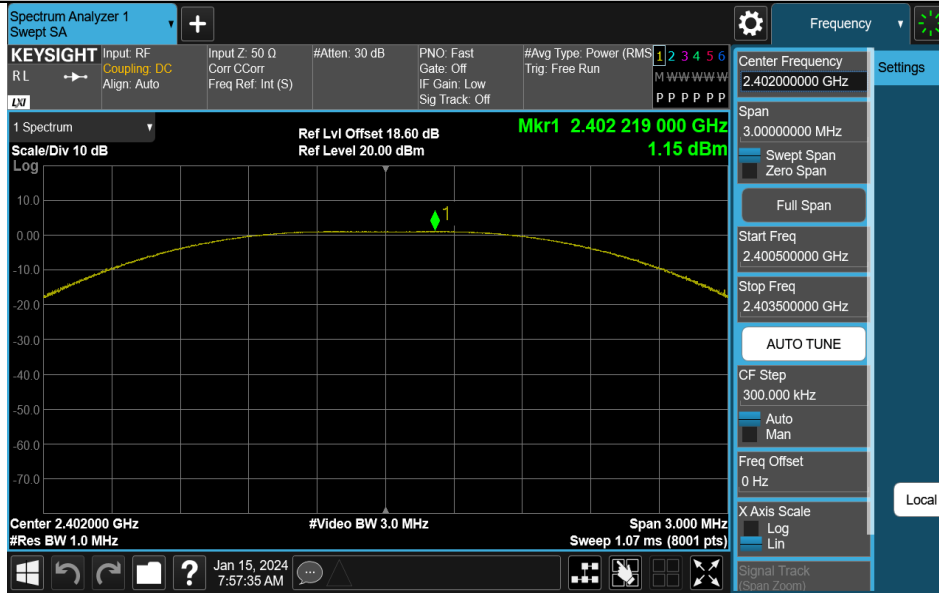 Spectrum Analyzer 1
Swept SA
+
Frequency
KEYSIGHT
R L
LXI
Input: RF
Coupling: DC
Align: Auto
Input Z: 50 Ω
Corr CCorr
Freq Ref: Int (S)
#Atten: 30 dB
PNO: Fast
Gate: Off
IF Gain: Low
Sig Track: Off
#Avg Type: Power (RMS
Trig: Free Run
1 2 3 4 5 6
M W W W W W
P P P P P P
1 Spectrum
Scale/Div 10 dB
Log
Ref Lvl Offset 18.60 dB
Ref Level 20.00 dBm
Mkr1 2.402 219 000 GHz
1.15 dBm
1
10.0
0.00
-10.0
-20.0
-30.0
-40.0
-50.0
-60.0
-70.0
Center 2.402000 GHz
#Res BW 1.0 MHz
#Video BW 3.0 MHz
Span 3.000 MHz
Sweep 1.07 ms (8001 pts)
Center Frequency
2.402000000 GHz
Span
3.00000000 MHz
Swept Span
Zero Span
Full Span
Start Freq
2.400500000 GHz
Stop Freq
2.403500000 GHz
AUTO TUNE
CF Step
300.000 kHz
Auto
Man
Freq Offset
0 Hz
X Axis Scale
Log
Lin
Signal Track
(Span Zoom)
Settings
Local
?
Jan 15, 2024
7:57:35 AM